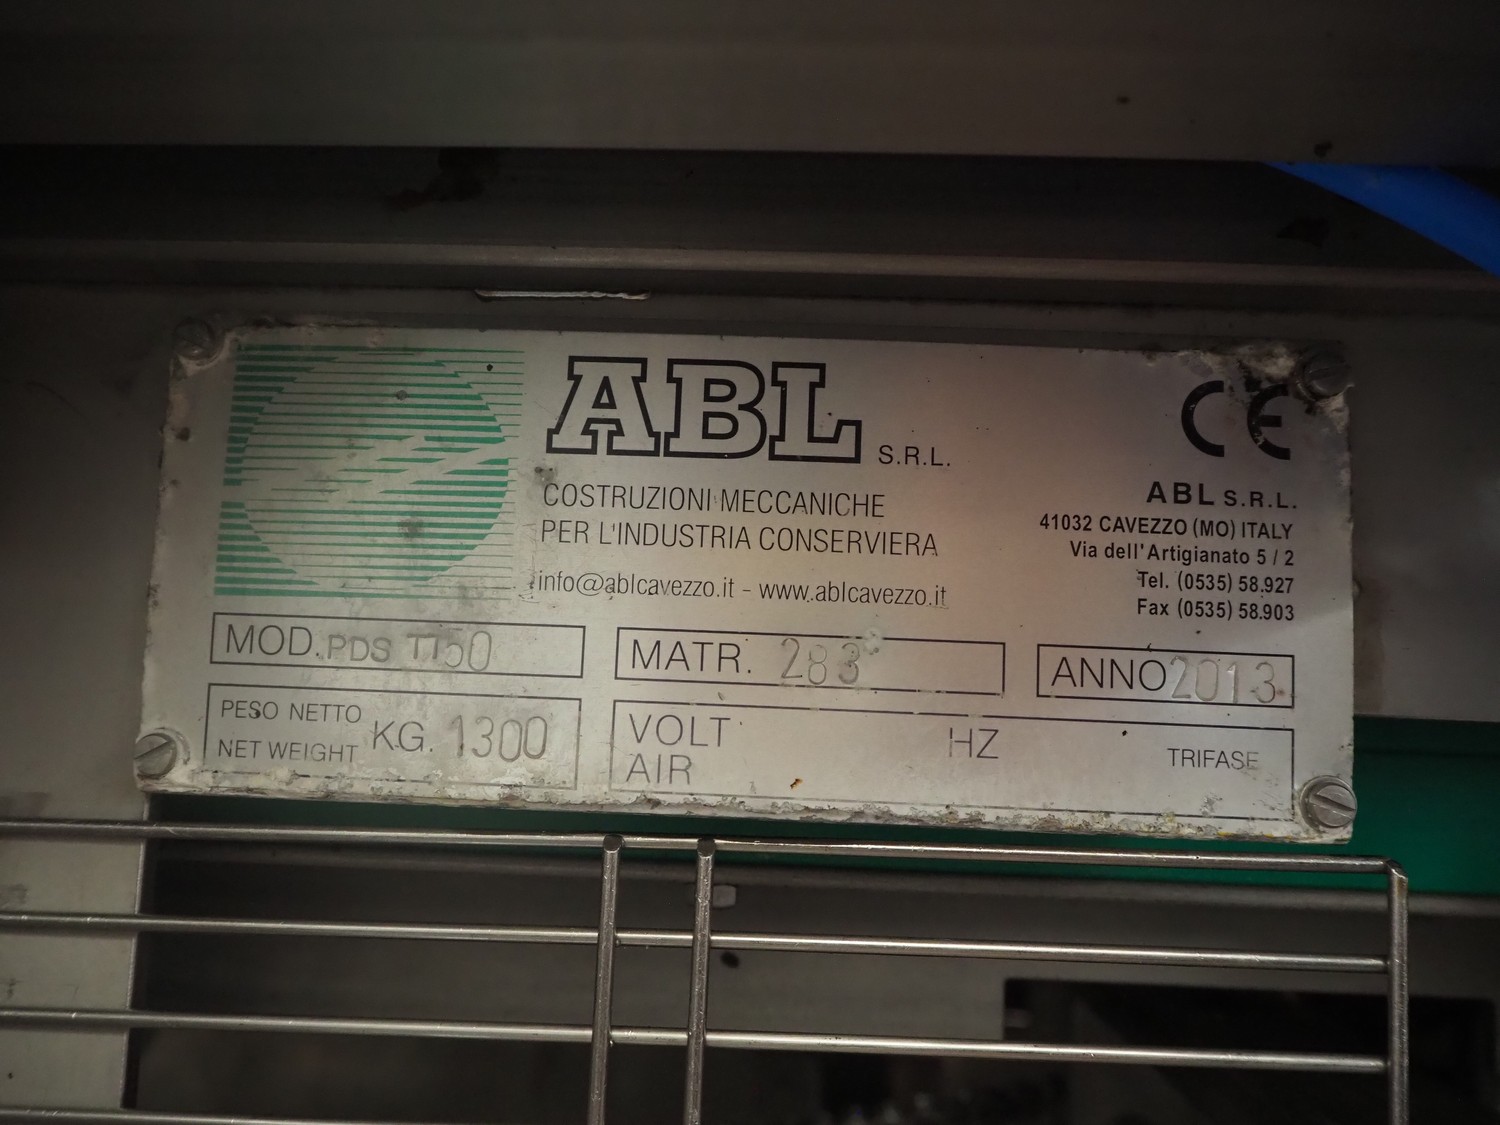 ABL S.R.L.
COSTRUZIONI MECCANICHE
PER L'INDUSTRIA CONSERVIERA
info@ablcavezzo.it - www.ablcavezzo.it
CE
ABL S.R.L.
41032 CAVEZZO (MO) ITALY
Via dell'Artigianato 5 / 2
Tel. (0535) 58.927
Fax (0535) 58.903
MOD. PDS TT50
MATR. 283
ANNO 2013
PESO NETTO
NET WEIGHT
KG. 1300
VOLT HZ TRIFASE
AIR